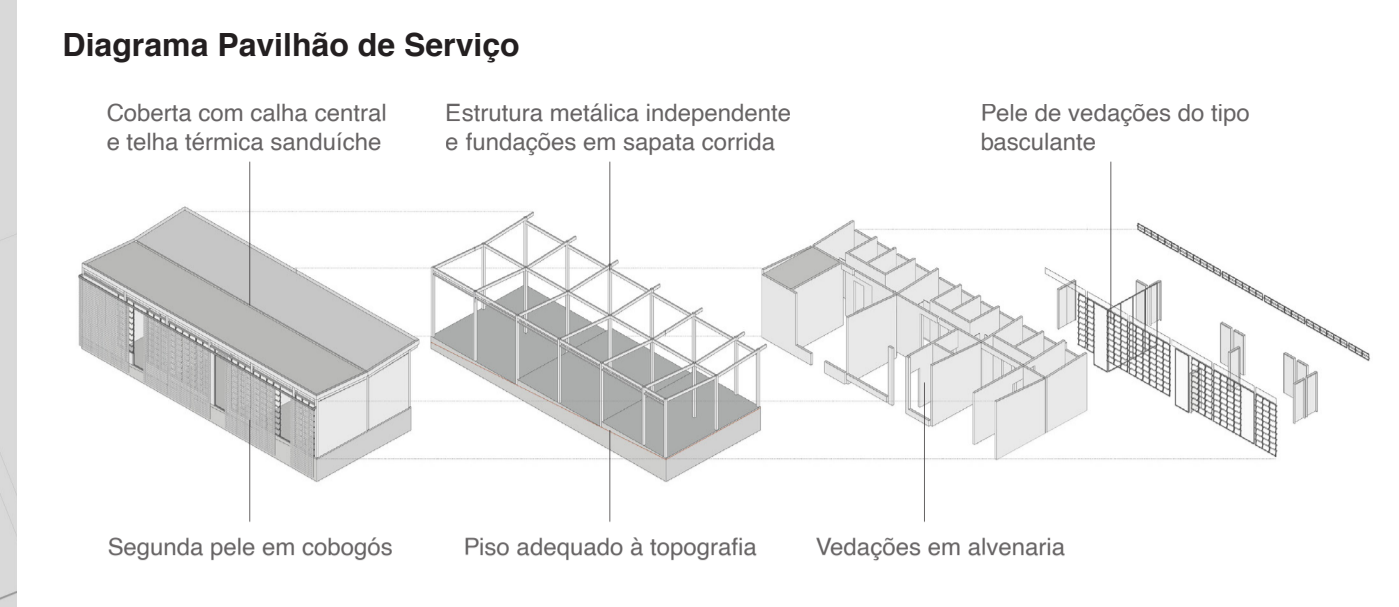 Diagrama Pavilhão de Serviço
Coberta com calha central
e telha térmica sanduíche
Estrutura metálica independente
e fundações em sapata corrida
Pele de vedações do tipo
basculante
Segunda pele em cobogós
Piso adequado à topografia
Vedações em alvenaria